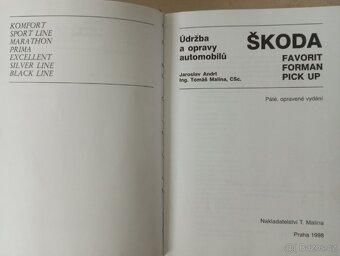 KOMFORT
SPORT LINE
MARATHON
PRIMA
EXCELLENT
SILVER LINE
BLACK LINE
Údržba
a opravy
automobilů
Jaroslav Andrt
Ing. Tomáš Malina, CSc.
ŠKODA
FAVORIT
FORMAN
PICK UP
Páté, opravené vydání
Nakladatelství T. Malina
Praha 1998